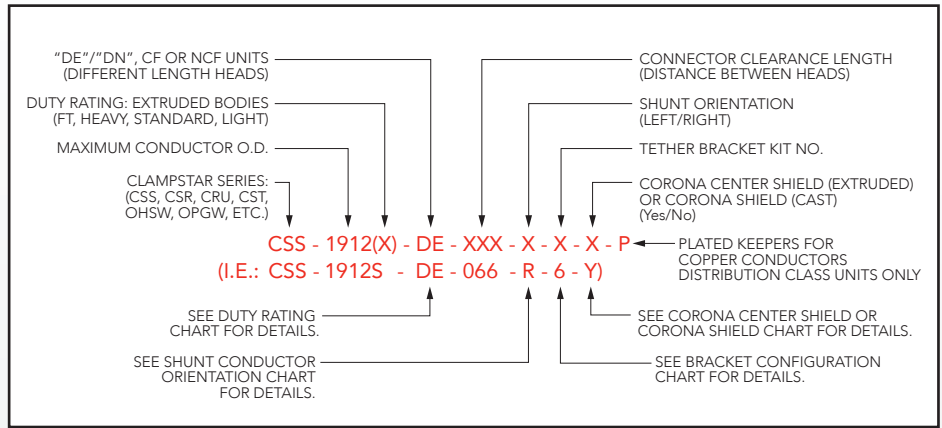 "DE"/"DN", CF OR NCF UNITS
(DIFFERENT LENGTH HEADS)
DUTY RATING: EXTRUDED BODIES
(FT, HEAVY, STANDARD, LIGHT)
MAXIMUM CONDUCTOR O.D.
CLAMPSTAR SERIES:
(CSS, CSR, CRU, CST,
OHSW, OPGW, ETC.)
CONNECTOR CLEARANCE LENGTH
(DISTANCE BETWEEN HEADS)
SHUNT ORIENTATION
(LEFT/RIGHT)
TETHER BRACKET KIT NO.
CORONA CENTER SHIELD (EXTRUDED)
OR CORONA SHIELD (CAST)
(Yes/No)
CSS - 1912(X) - DE - XXX - X - X - X - P
PLATED KEEPERS FOR
COPPER CONDUCTORS
DISTRIBUTION CLASS UNITS ONLY
(I.E.: CSS - 1912S - DE - 066 - R - 6 - Y)
SEE DUTY RATING
CHART FOR DETAILS.
SEE SHUNT CONDUCTOR
ORIENTATION CHART
FOR DETAILS.
SEE CORONA CENTER SHIELD OR
CORONA SHIELD CHART FOR DETAILS.
SEE BRACKET CONFIGURATION
CHART FOR DETAILS.